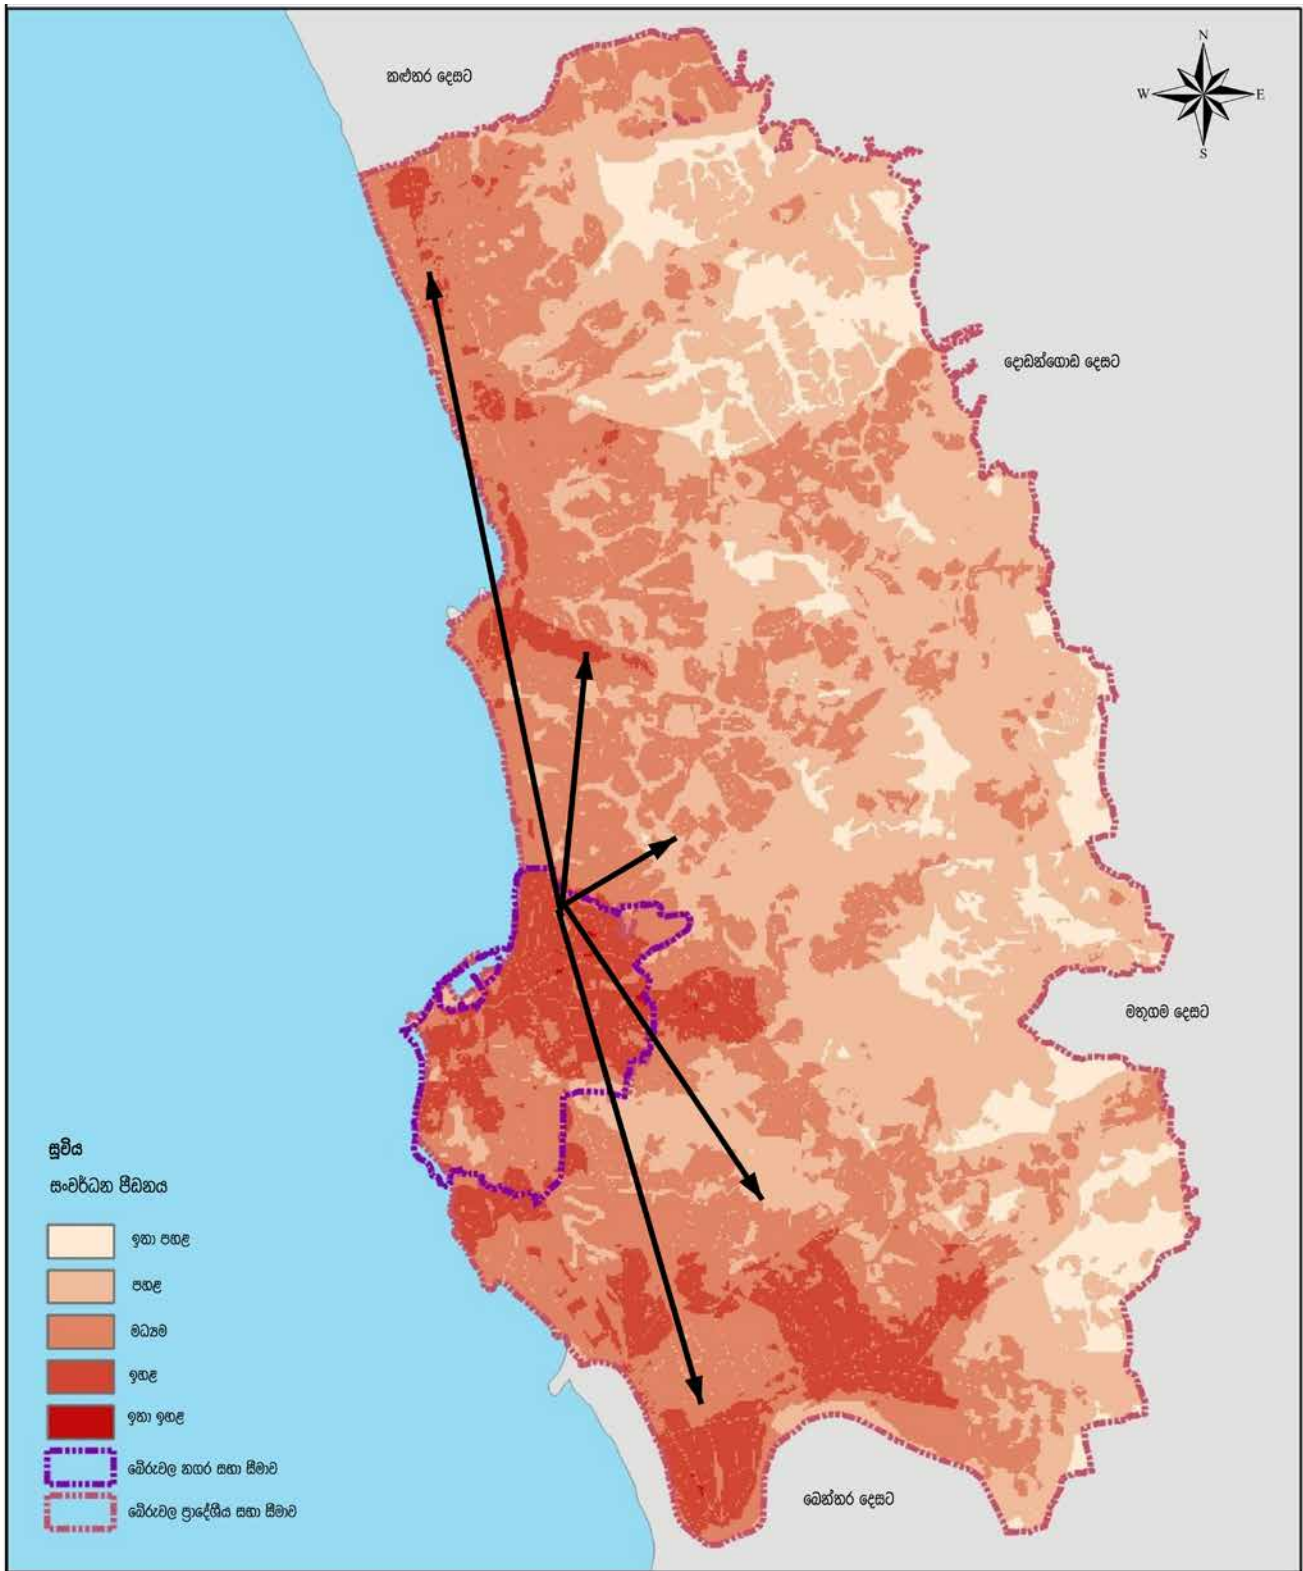 කළුතර දෙසට
N
W
E
S
දොඩන්ගොඩ දෙසට
මතුගම දෙසට
සූචිය
සංවර්ධන පීඩනය
ඉතා පහළ
පහළ
මධ්‍යම
ඉහළ
ඉතා ඉහළ
බේරුවල නගර සභා සීමාව
බේරුවල ප්‍රාදේශීය සභා සීමාව
බෙන්තර දෙසට